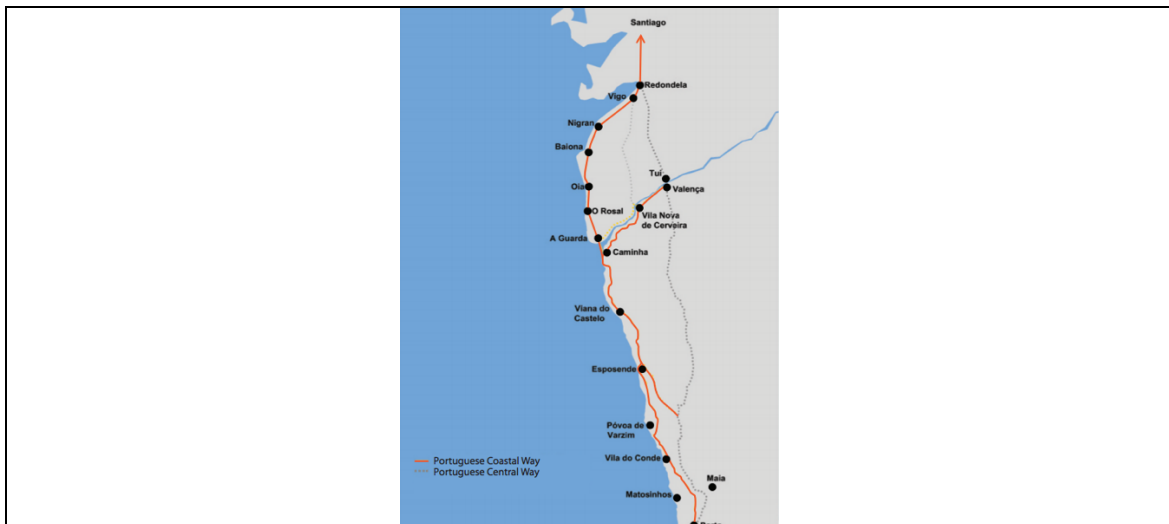 Santiago
Redondela
Vigo
Nigran
Baiona
Tui
Valença
Oia
O Rosal
Vila Nova
de Cerveira
A Guarda
Caminha
Viana do
Castelo
Esposende
Póvoa de
Varzim
Vila do Conde
Portuguese Coastal Way
Portuguese Central Way
Maia
Matosinhos